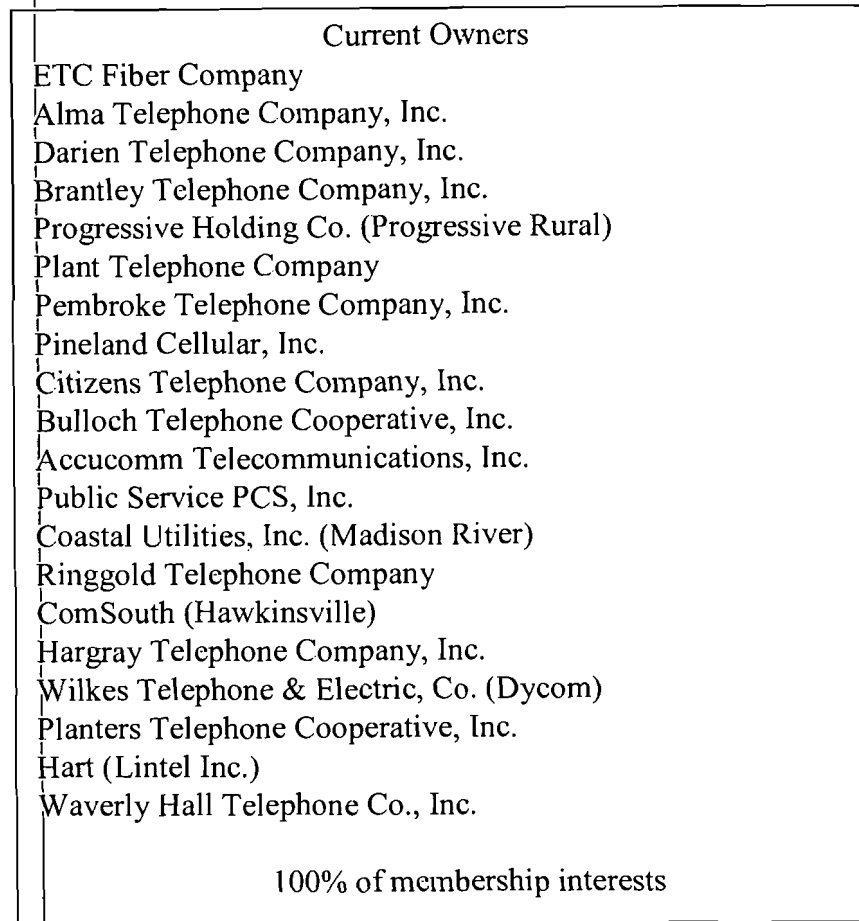 Current Owners
ETC Fiber Company
Alma Telephone Company, Inc.
Darien Telephone Company, Inc.
Brantley Telephone Company, Inc.
Progressive Holding Co. (Progressive Rural)
Plant Telephone Company
Pembroke Telephone Company, Inc.
Pineland Cellular, Inc.
Citizens Telephone Company, Inc.
Bulloch Telephone Cooperative, Inc.
Accucomm Telecommunications, Inc.
Public Service PCS, Inc.
Coastal Utilities, Inc. (Madison River)
Ringgold Telephone Company
ComSouth (Hawkinsville)
Hargray Telephone Company, Inc.
Wilkes Telephone & Electric, Co. (Dycom)
Planters Telephone Cooperative, Inc.
Hart (Lintel Inc.)
Waverly Hall Telephone Co., Inc.
100% of membership interests